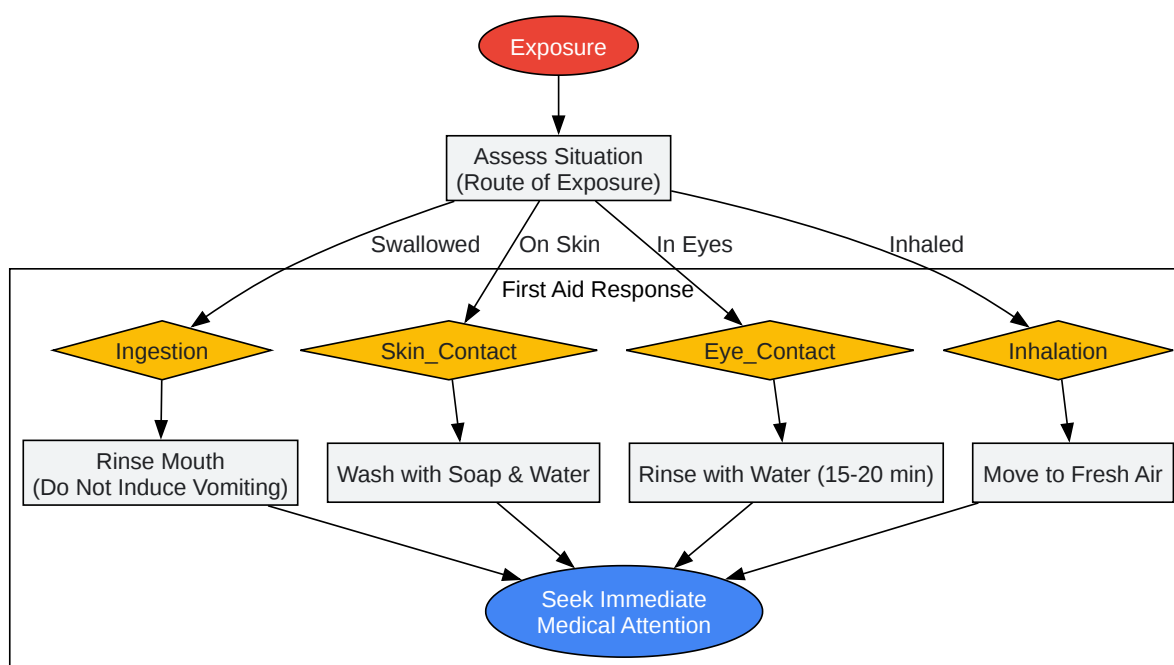 Exposure
Assess Situation
(Route of Exposure)
Swallowed
On Skin
In Eyes
Inhaled
First Aid Response
Ingestion
Skin_Contact
Eye_Contact
Inhalation
Rinse Mouth
(Do Not Induce Vomiting)
Wash with Soap & Water
Rinse with Water (15-20 min)
Move to Fresh Air
Seek Immediate
Medical Attention